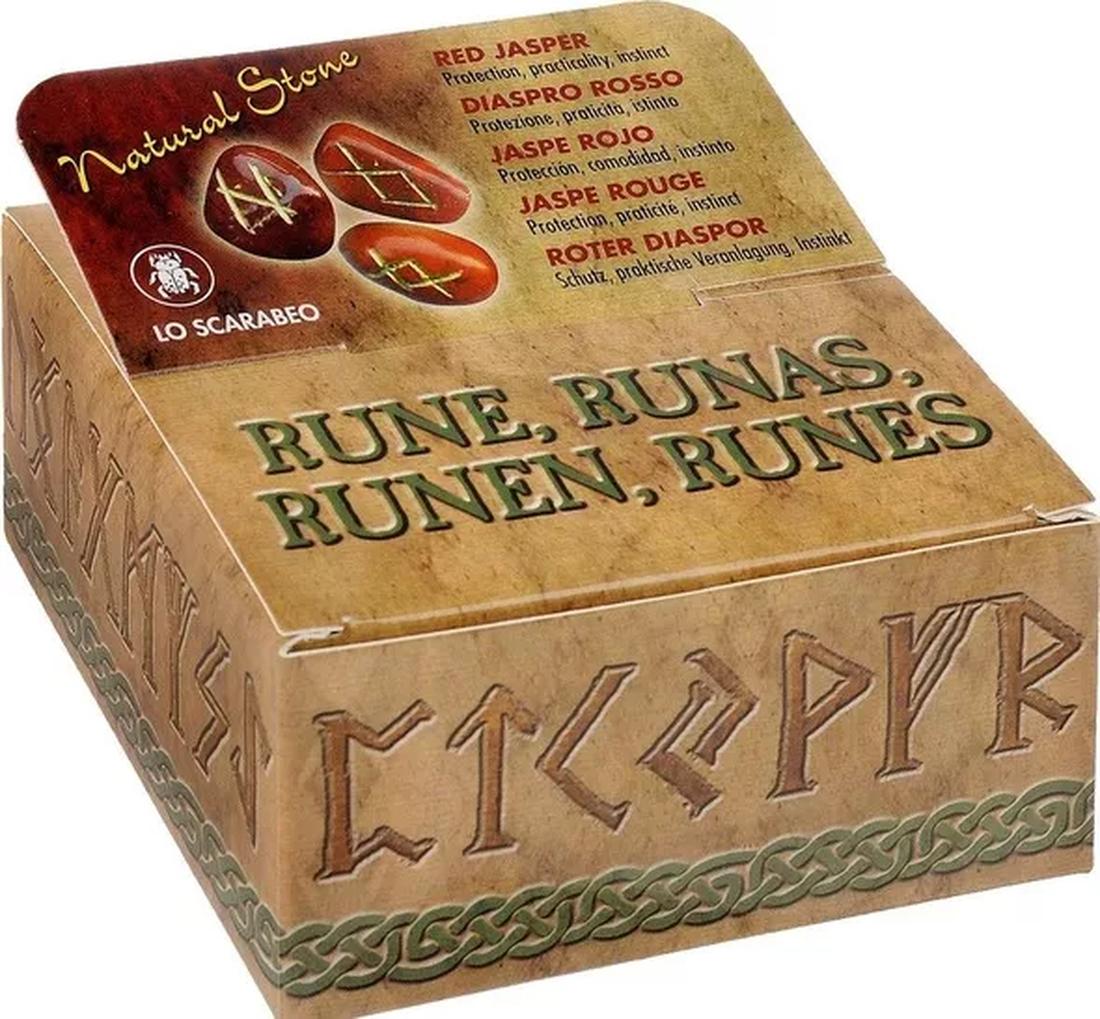 Natural Stone
RED JASPER
Protection, practicality, instinct
DIASPRO ROSSO
Protezione, praticità, istinto
JASPE ROJO
Protección, comodidad, instinto
JASPE ROUGE
Protection, praticité, instinct
ROTER DIASPOR
Schutz, praktische Veranlagung, Instinkt
LO SCARABEO
RUNE, RUNAS,
RUNEN, RUNES
ᛈᛏᚲᛃᚹᚠᚱ